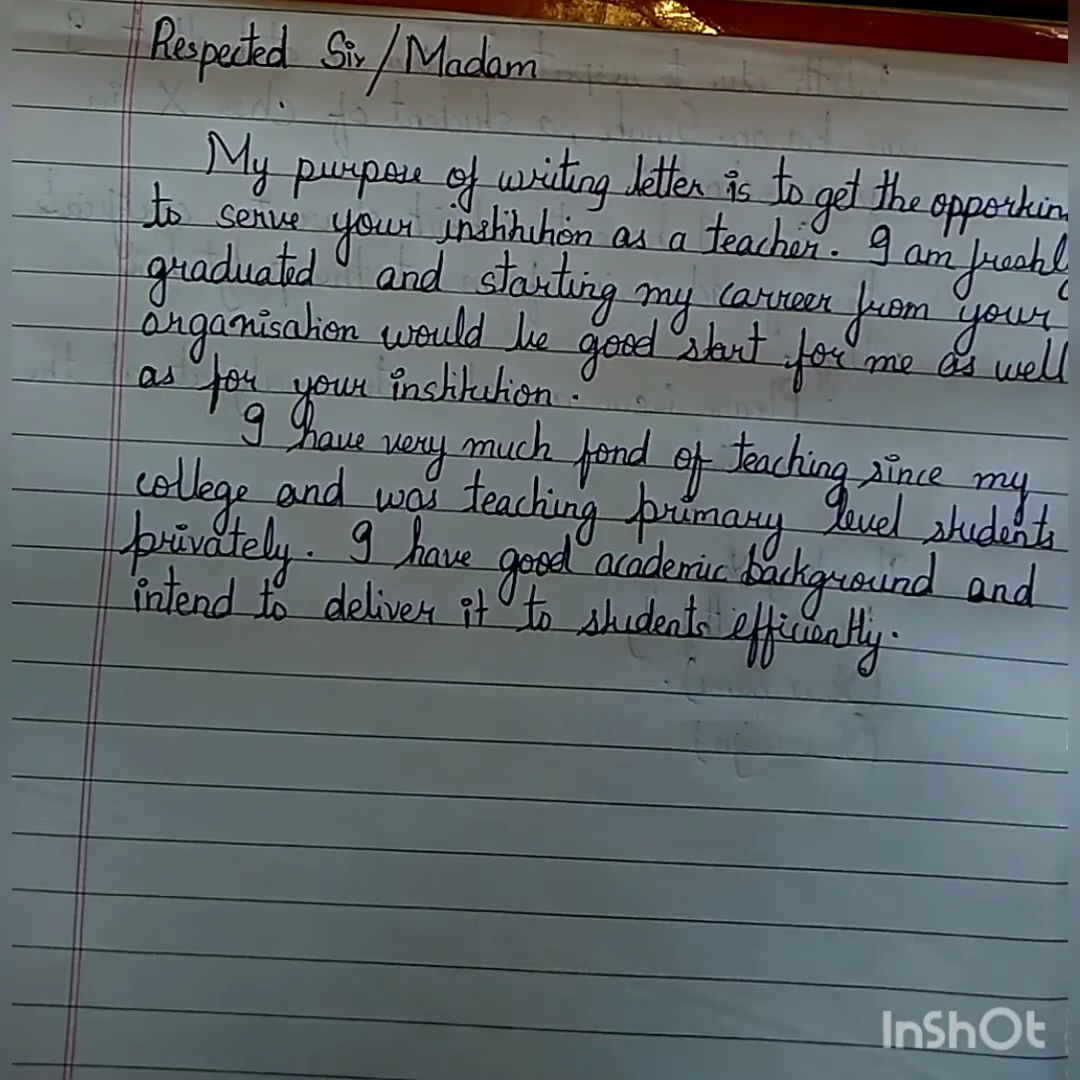 Respected Sir/Madam
My purpose of writing letter is to get the
to serve your institution as a teacher. I am freshly
graduated and starting my carreer from your
organisation would be good start for me as well
as for your institution.
I have very much fond of teaching since my
college and was teaching primary level students
privately. I have good academic background and
intend to deliver it to students efficiently.
InShOt